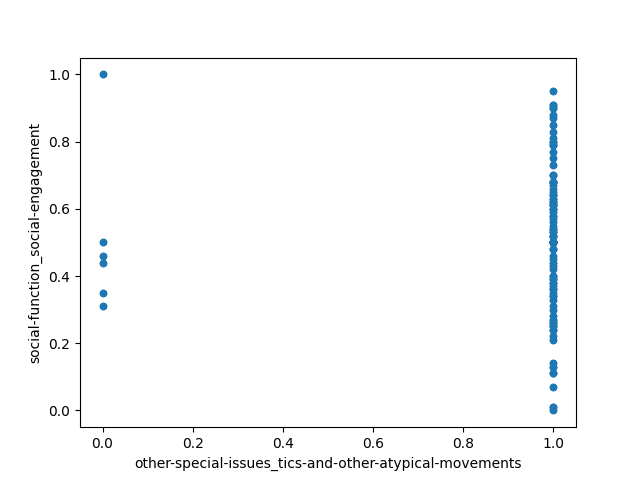 1.0
0.8
0.6
0.4
0.2
0.0
social-function_social-engagement
0.0 0.2 0.4 0.6 0.8 1.0
other-special-issues_tics-and-other-atypical-movements